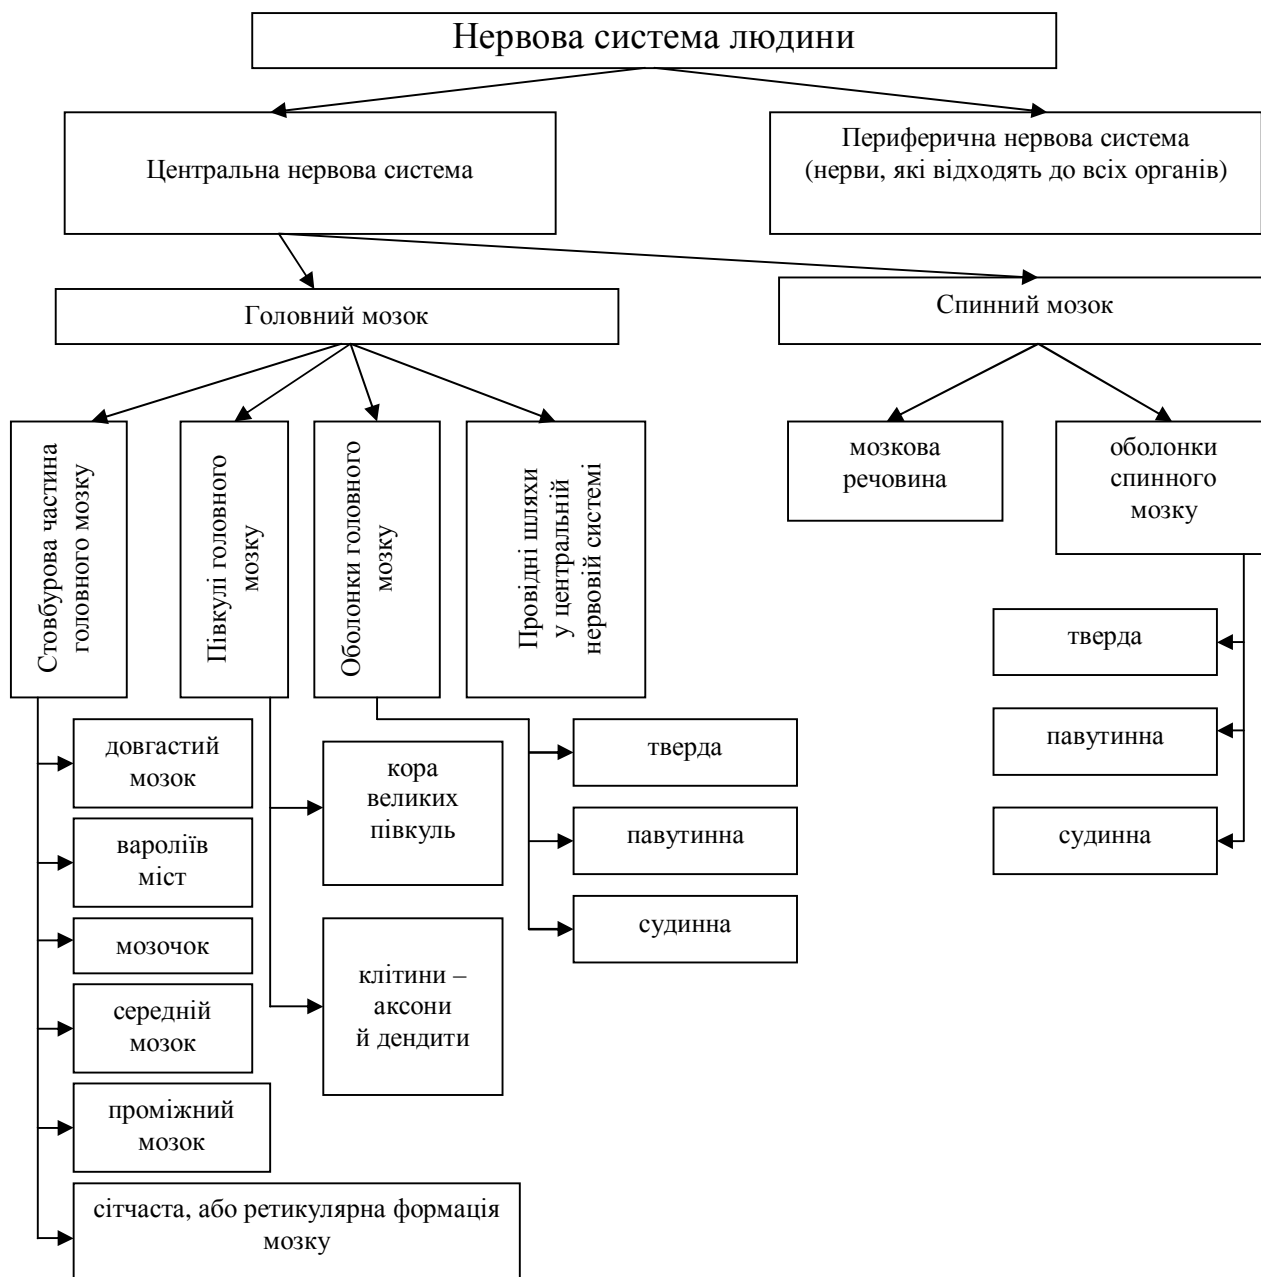 Нервова система людини
Центральна нервова система
Периферична нервова система
(нерви, які відходять до всіх органів)
Головний мозок
Спинний мозок
Стовбурова частина
головного мозку
Півкулі головного
мозку
Оболонки головного
мозку
Провідні шляхи
у центральній
нервовій системі
мозкова
речовина
оболонки
спинного
мозку
довгастий
мозок
вароліїв
міст
мозочок
середній
мозок
проміжний
мозок
сітчаста, або ретикулярна формація
мозку
кора
великих
півкуль
клітини –
аксони
й дендити
тверда
павутинна
судинна
тверда
павутинна
судинна